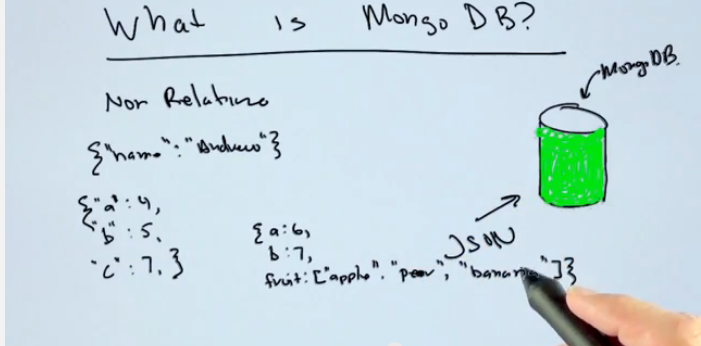 What is Mongo DB?
MongoDB.
Non Relational
{"name":"Andrew"}
{"a":4,
"b":5,
"c":7,}
{a:6,
b:7,
fruit:["apple"."pear","banana"]}
JSON